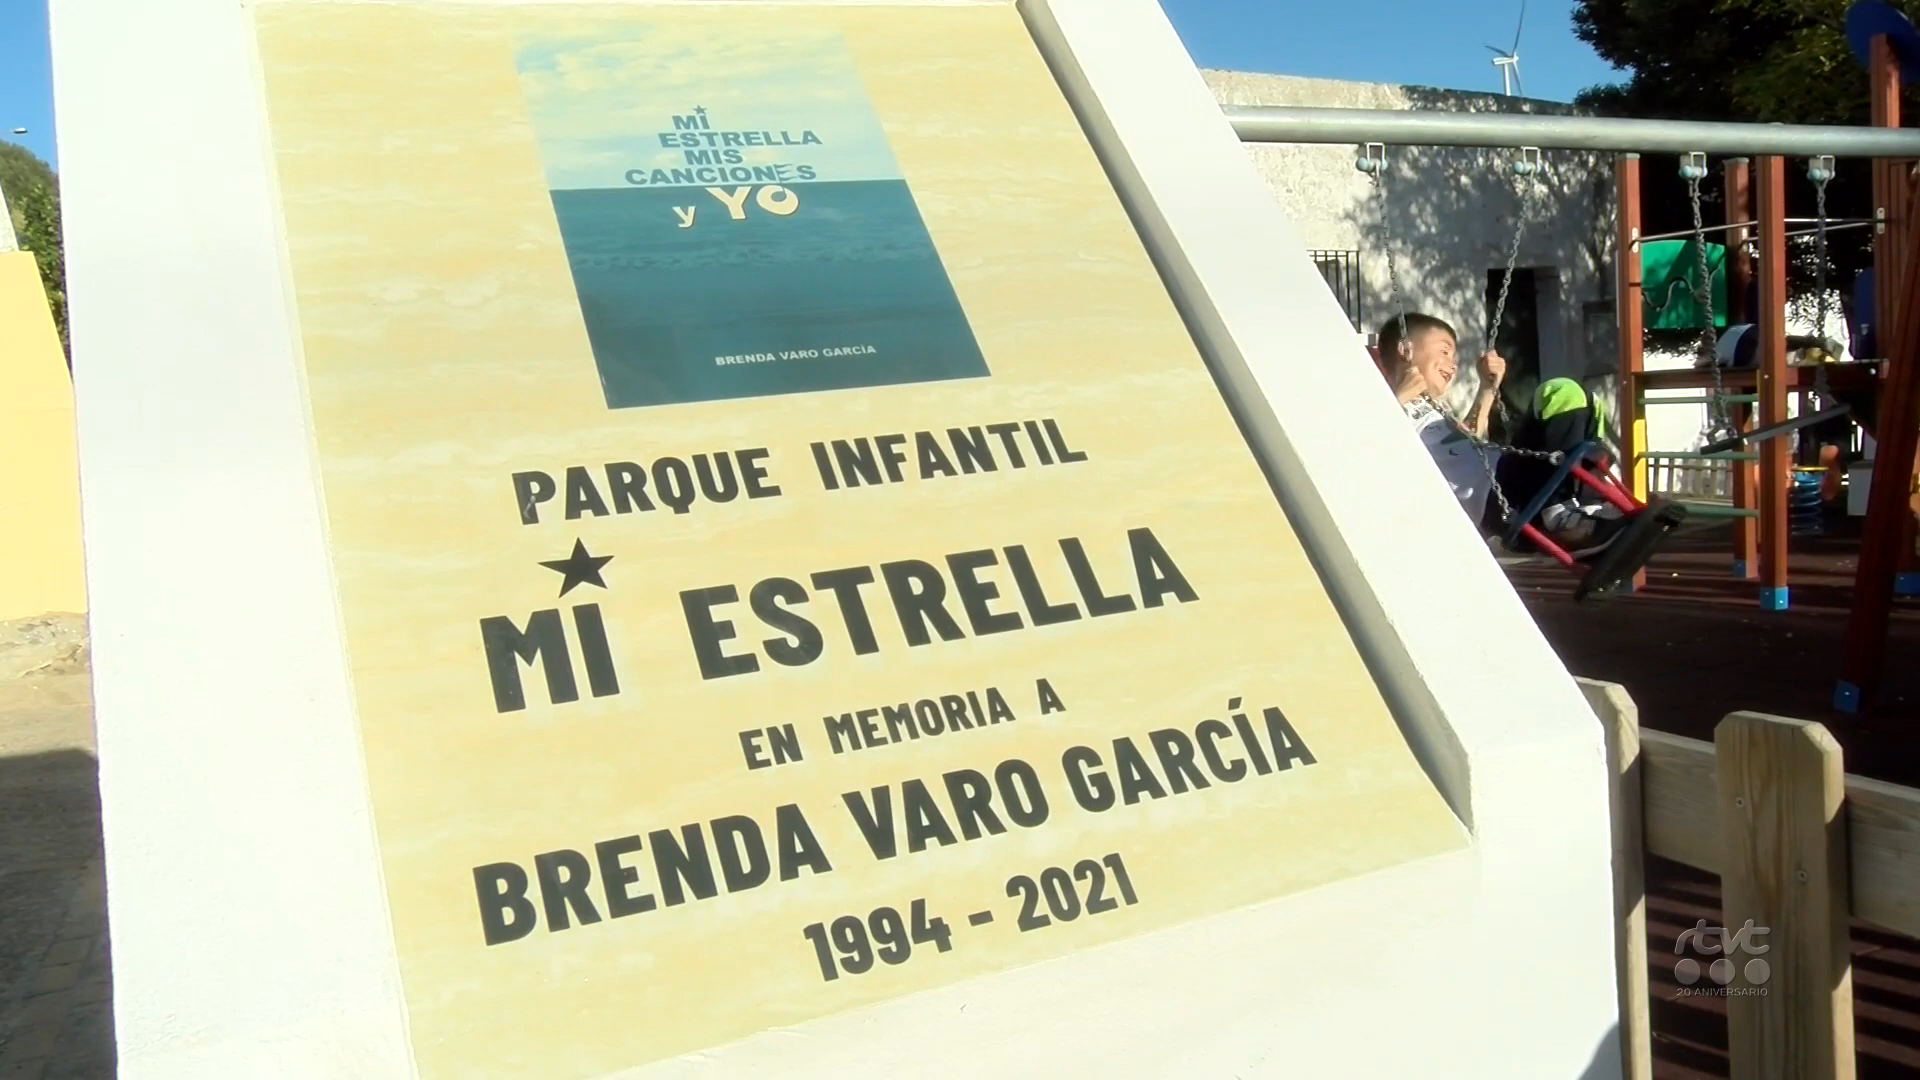 MI
ESTRELLA
MIS
CANCIONES
y YO
BRENDA VARO GARCÍA
PARQUE INFANTIL
MI ESTRELLA
EN MEMORIA A
BRENDA VARO GARCÍA
1994 - 2021
rtvt
20 ANIVERSARIO